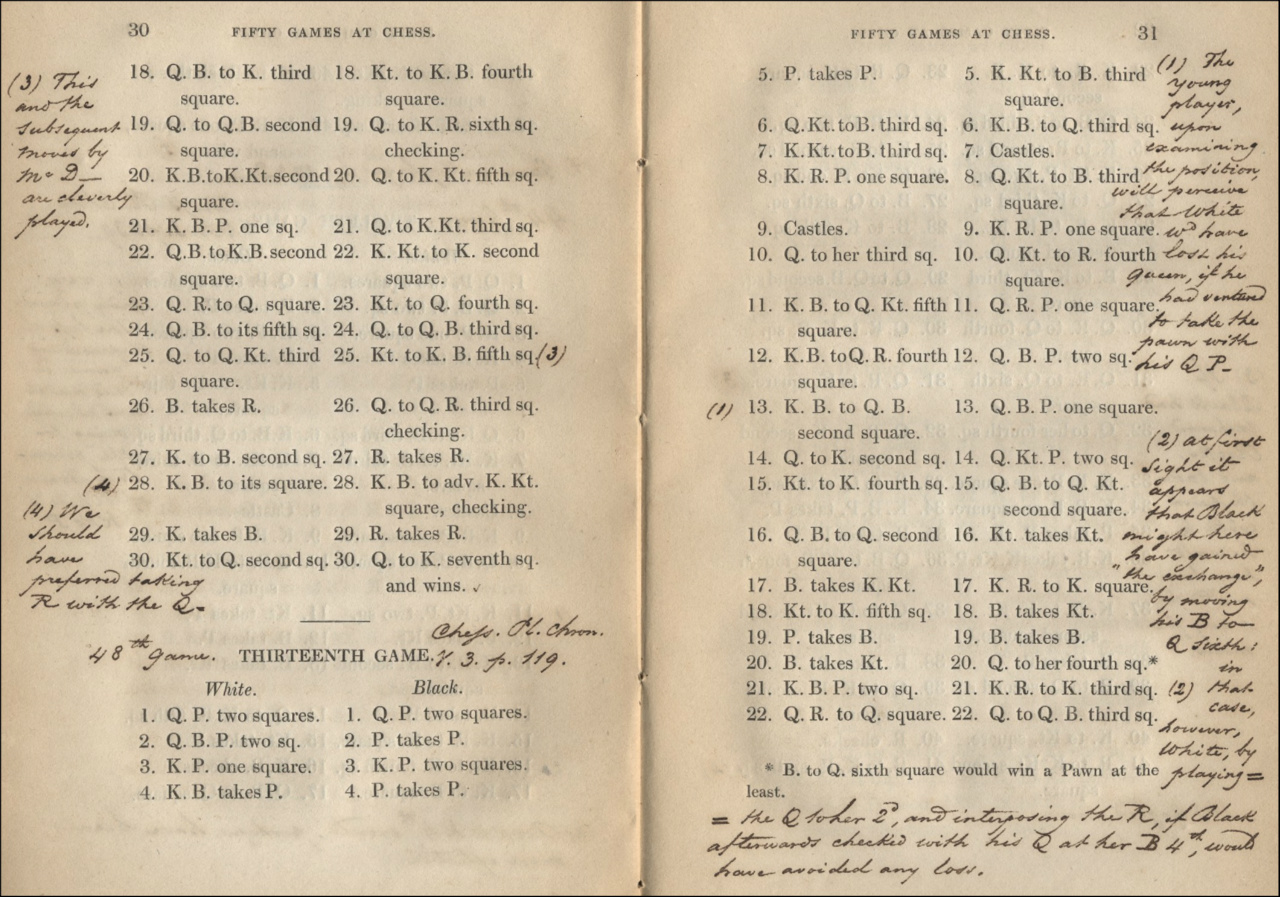 30 FIFTY GAMES AT CHESS.
18. Q. B. to K. third 18. Kt. to K. B. fourth
square. square.
19. Q. to Q.B. second 19. Q. to K. R. sixth sq.
square. checking.
20. K.B.toK.Kt.second 20. Q. to K. Kt. fifth sq.
square.
21. K. B. P. one sq. 21. Q. to K.Kt. third sq.
22. Q.B.toK.B.second 22. K. Kt. to K. second
square. square.
23. Q. R. to Q. square. 23. Kt. to Q. fourth sq.
24. Q. B. to its fifth sq. 24. Q. to Q. B. third sq.
25. Q. to Q. Kt. third 25. Kt. to K. B. fifth sq. (3)
square.
26. B. takes R. 26. Q. to Q. R. third sq.
checking.
27. K. to B. second sq. 27. R. takes R.
(4) 28. K. B. to its square. 28. K. B. to adv. K. Kt.
square, checking.
29. K. takes B. 29. R. takes R.
30. Kt. to Q. second sq. 30. Q. to K. seventh sq.
and wins.
(3) This
and the
subsequent
moves by
Mc D—
are cleverly
played.
(4) We
should
have
preferred taking
R with the Q-
Chess. Pl. Chron.
48th game. THIRTEENTH GAME. V. 3. p. 119.
White. Black.
1. Q. P. two squares. 1. Q. P. two squares.
2. Q. B. P. two sq. 2. P. takes P.
3. K. P. one square. 3. K. P. two squares.
4. K. B. takes P. 4. P. takes P.
FIFTY GAMES AT CHESS. 31
5. P. takes P. 5. K. Kt. to B. third
square.
6. Q.Kt.toB. third sq. 6. K. B. to Q. third sq.
7. K.Kt.toB. third sq. 7. Castles.
8. K. R. P. one square. 8. Q. Kt. to B. third
square.
9. Castles. 9. K. R. P. one square.
10. Q. to her third sq. 10. Q. Kt. to R. fourth
square.
11. K. B. to Q. Kt. fifth 11. Q. R. P. one square.
square.
12. K.B. toQ. R. fourth 12. Q. B. P. two sq.
square.
(1) 13. K. B. to Q. B. 13. Q. B. P. one square.
second square.
14. Q. to K. second sq. 14. Q. Kt. P. two sq.
15. Kt. to K. fourth sq. 15. Q. B. to Q. Kt.
second square.
16. Q. B. to Q. second 16. Kt. takes Kt.
square.
17. B. takes K. Kt. 17. K. R. to K. square.
18. Kt. to K. fifth sq. 18. B. takes Kt.
19. P. takes B. 19. B. takes B.
20. B. takes Kt. 20. Q. to her fourth sq.*
21. K. B. P. two sq. 21. K. R. to K. third sq. (2)
22. Q. R. to Q. square. 22. Q. to Q. B. third sq.
* B. to Q. sixth square would win a Pawn at the
least.
(1) The
young
player,
upon
examining
the position,
will perceive
that White
wd have
lost his
queen, if he
had ventured
to take the
pawn with
his Q P-
(2) at first
sight it
appears
that Black
might here
have gained
"the exchange",
by moving
his B to
Q sixth:
in
that
case,
however,
White, by
playing=
= the Q to her 2d, and interposing the R, if Black
afterwards checked with his Q at her B 4th, would
have avoided any loss.